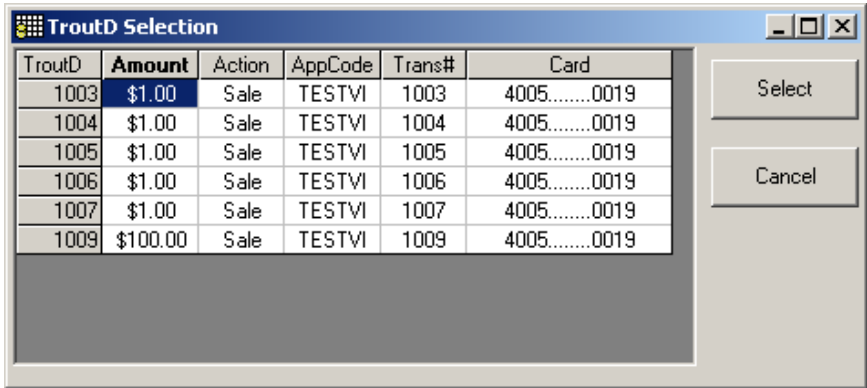 TroutD Selection
TroutD Amount Action AppCode Trans# Card
1003 $1.00 Sale TESTVI 1003 4005........0019
1004 $1.00 Sale TESTVI 1004 4005........0019
1005 $1.00 Sale TESTVI 1005 4005........0019
1006 $1.00 Sale TESTVI 1006 4005........0019
1007 $1.00 Sale TESTVI 1007 4005........0019
1009 $100.00 Sale TESTVI 1009 4005........0019
Select
Cancel